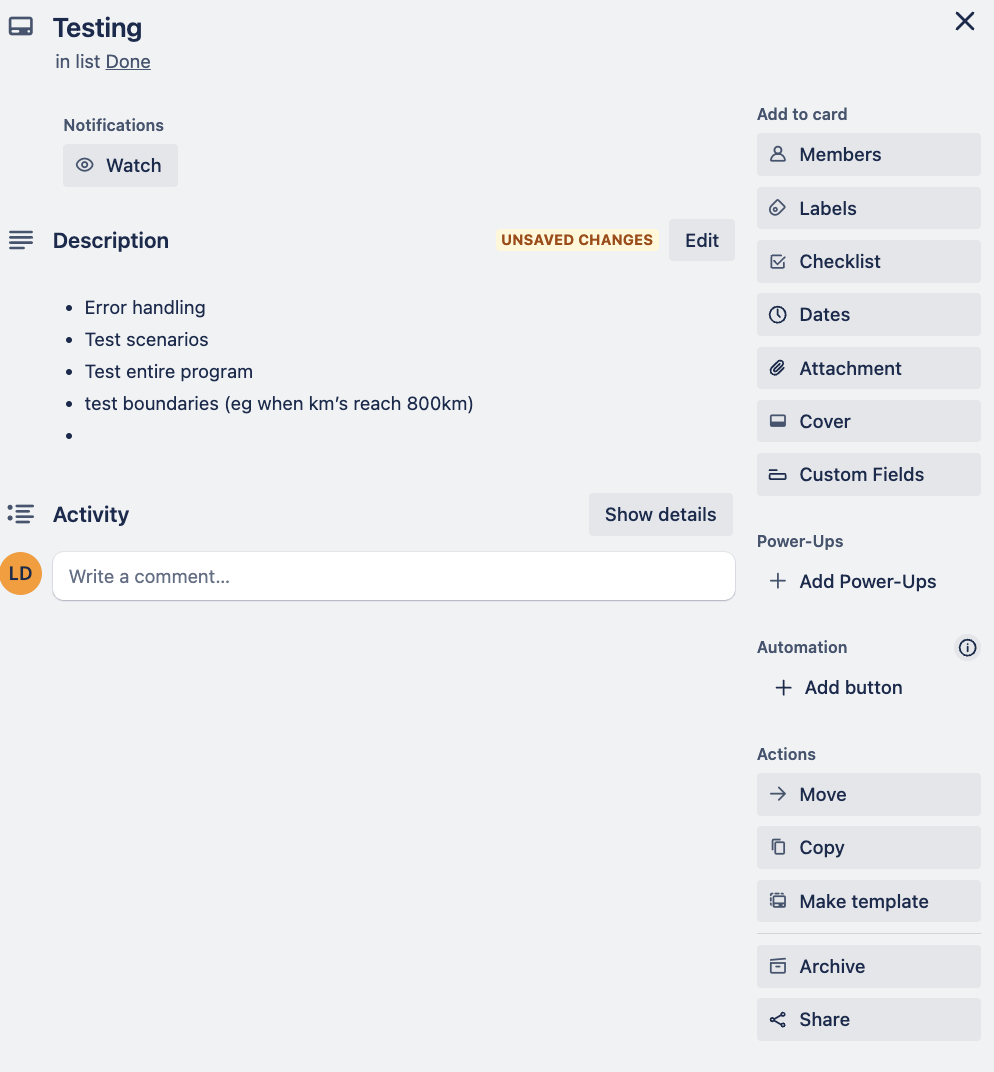 Testing
in list Done
Notifications
Watch
Description
UNSAVED CHANGES
Edit
• Error handling
• Test scenarios
• Test entire program
• test boundaries (eg when km’s reach 800km)
•
Activity
Show details
LD
Write a comment…
Add to card
Members
Labels
Checklist
Dates
Attachment
Cover
Custom Fields
Power-Ups
Add Power-Ups
Automation
Add button
Actions
Move
Copy
Make template
Archive
Share